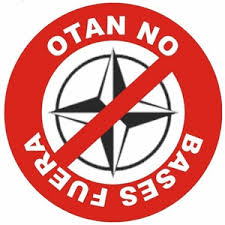 OTAN NO
BASES FUERA